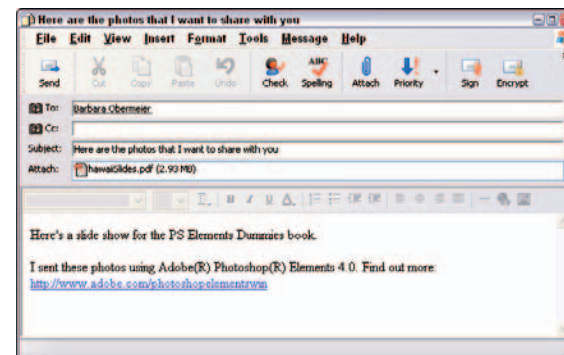 Here are the photos that I want to share with you
File Edit View Insert Format Tools Message Help
Send Cut Copy Paste Undo Check Spelling Attach Priority Sign Encrypt
To: Barbara Obermeier
Cc:
Subject: Here are the photos that I want to share with you
Attach: hawaiiSlides.pdf (2.93 MB)
Here's a slide show for the PS Elements Dummies book.
I sent these photos using Adobe(R) Photoshop(R) Elements 4.0. Find out more:
http://www.adobe.com/photoshopelementswin